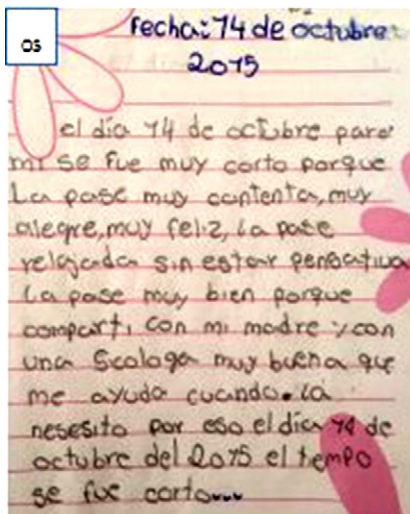 os
fecha: 14 de octubre
2015
el día 14 de octubre para
mi se fue muy corto porque
La pase muy contenta, muy
alegre, muy feliz, la pase
relajada sin estar pensativa
La pase muy bien porque
comparti con mi madre y con
una Scologa muy buena que
me ayuda cuando la
nesesito por eso el día 14 de
octubre del 2015 el tiempo
se fue corto...